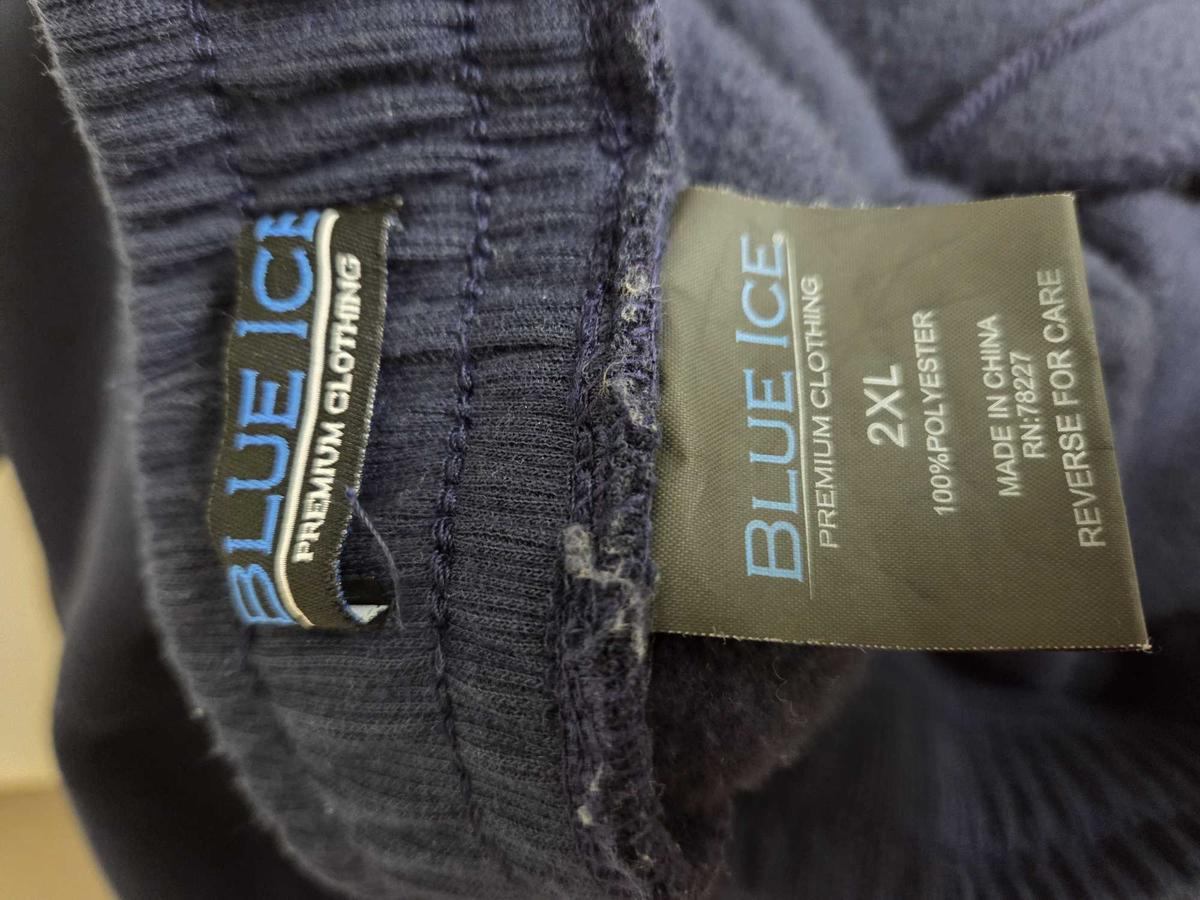 BLUE ICE
PREMIUM CLOTHING
BLUE ICE.
PREMIUM CLOTHING
2XL
100%POLYESTER
MADE IN CHINA
RN:78227
REVERSE FOR CARE